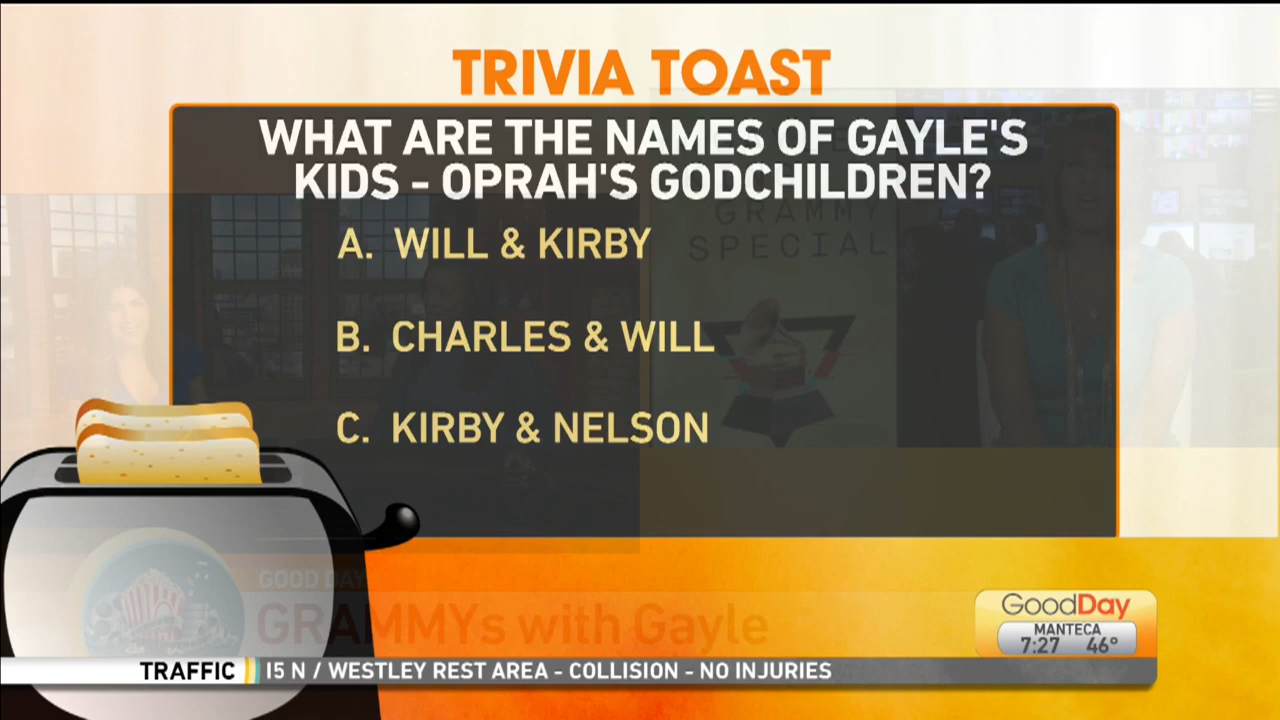 TRIVIA TOAST
WHAT ARE THE NAMES OF GAYLE'S
KIDS - OPRAH'S GODCHILDREN?
GRAMMY
SPECIAL
A. WILL & KIRBY
B. CHARLES & WILL
C. KIRBY & NELSON
GOOD DAY
GRAMMYs with Gayle
GoodDay
MANTECA
7:27 46°
TRAFFIC I5 N / WESTLEY REST AREA - COLLISION - NO INJURIES